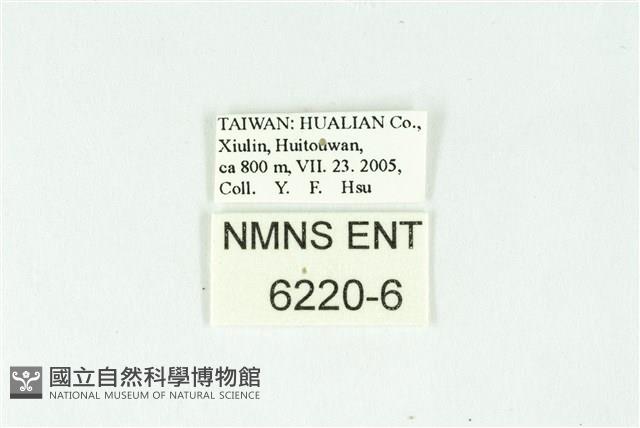 TAIWAN: HUALIAN Co.,
Xiulin, Huitouwan,
ca 800 m, VII. 23. 2005,
Coll. Y. F. Hsu
NMNS ENT
6220-6
國立自然科學博物館
NATIONAL MUSEUM OF NATURAL SCIENCE